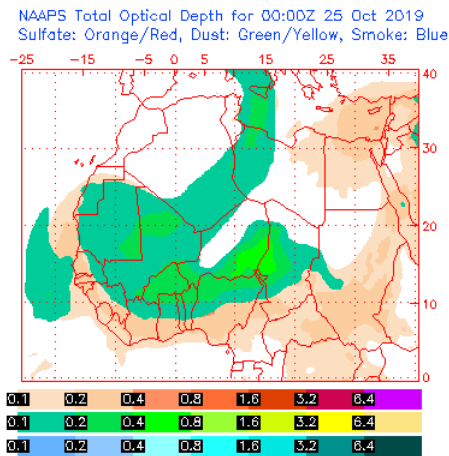 NAAPS Total Optical Depth for 00:00Z 25 Oct 2019
Sulfate: Orange/Red, Dust: Green/Yellow, Smoke: Blue
-25 -15 -5 0 5 15 25 35
40
30
20
10
0
0.1 0.2 0.4 0.8 1.6 3.2 6.4
0.1 0.2 0.4 0.8 1.6 3.2 6.4
0.1 0.2 0.4 0.8 1.6 3.2 6.4